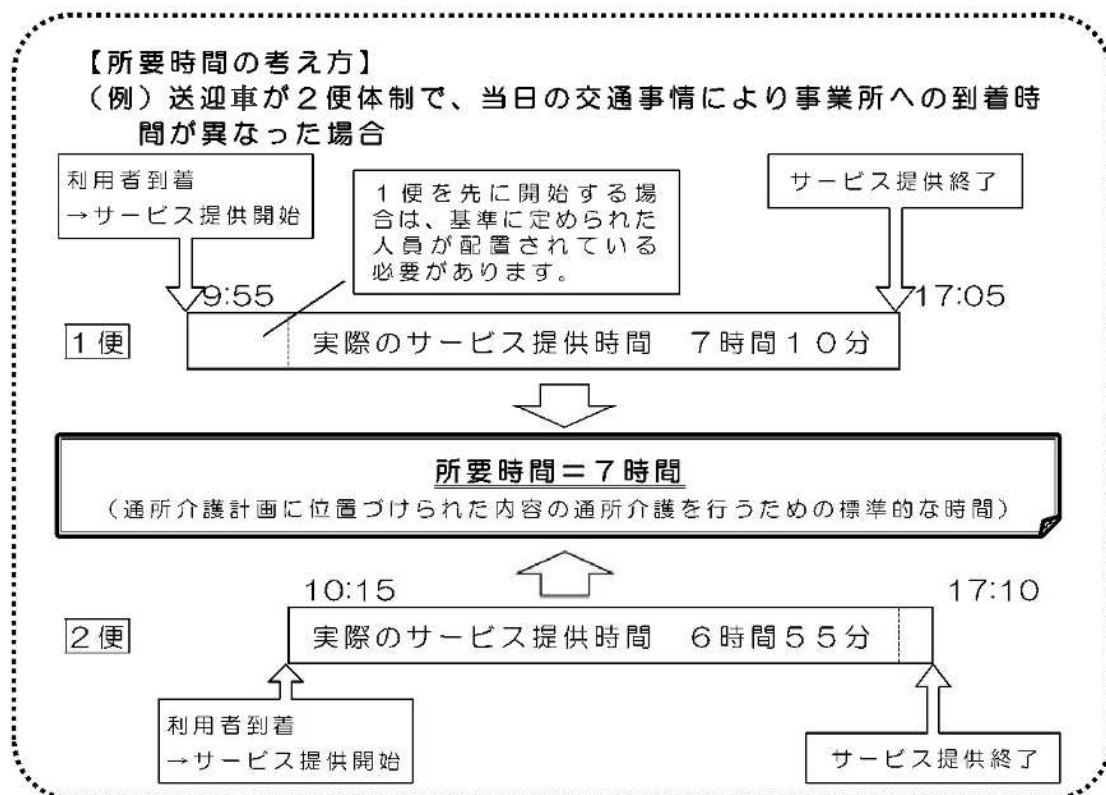 【所要時間の考え方】
（例）送迎車が２便体制で、当日の交通事情により事業所への到着時
間が異なった場合
利用者到着
→サービス提供開始
１便を先に開始する場
合は、基準に定められた
人員が配置されている
必要があります。
サービス提供終了
9:55
17:05
１便
実際のサービス提供時間　７時間１０分
所要時間＝７時間
（通所介護計画に位置づけられた内容の通所介護を行うための標準的な時間）
10:15
17:10
２便
実際のサービス提供時間　６時間５５分
利用者到着
→サービス提供開始
サービス提供終了